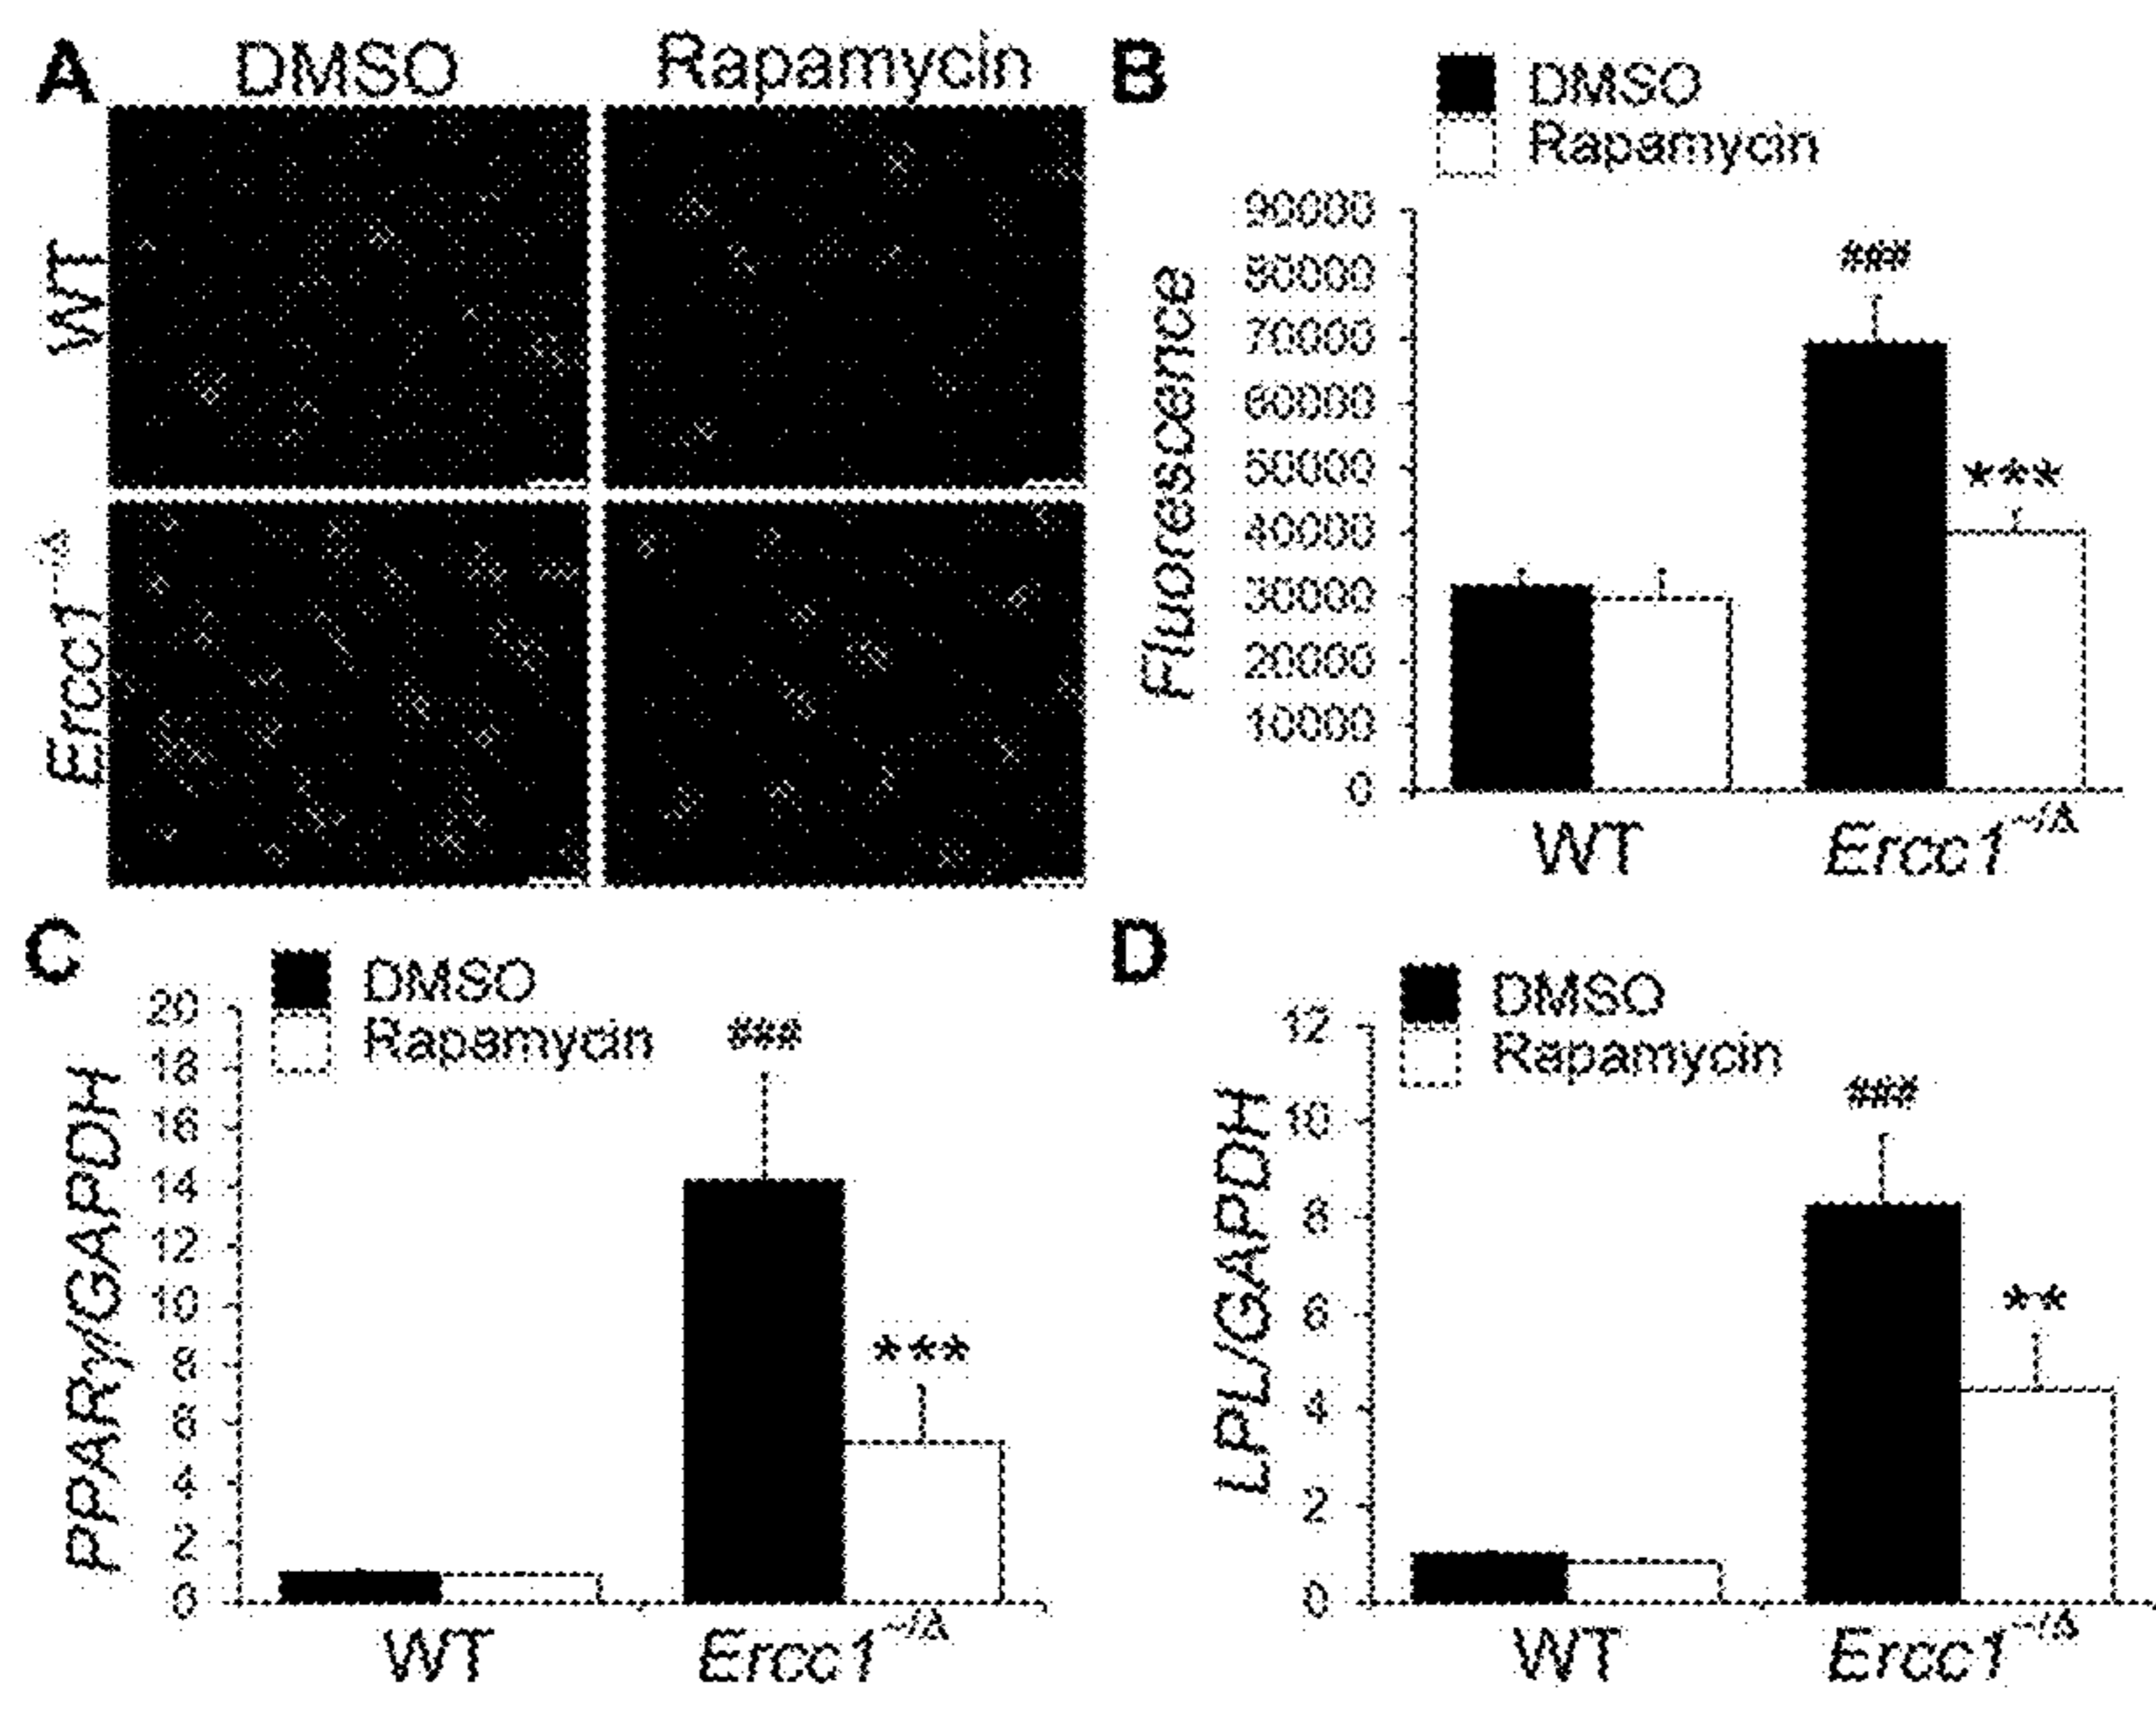 A
DMSO
Rapamycin
WT
Ercc1
-/Δ
B
DMSO
Rapamycin
Fluorescence
90000
80000
70000
60000
50000
40000
30000
20000
10000
0
###
***
WT
Ercc1 -/Δ
C
DMSO
Rapamycin
PPARγ/GAPDH
20
18
16
14
12
10
8
6
4
2
0
###
***
WT
Ercc1 -/Δ
D
DMSO
Rapamycin
LPL/GAPDH
12
10
8
6
4
2
0
###
**
WT
Ercc1 -/Δ